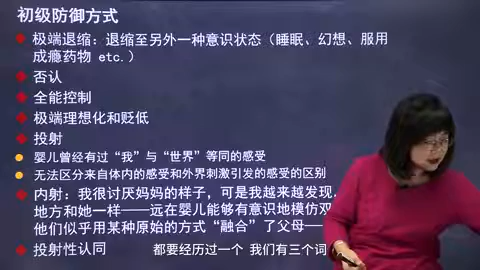 初级防御方式
极端退缩：退缩至另外一种意识状态（睡眠、幻想、服用
成瘾药物 etc.）
否认
全能控制
极端理想化和贬低
投射
婴儿曾经有过“我”与“世界”等同的感受
无法区分来自体内的感受和外界刺激引发的感受的区别
内射：我很讨厌妈妈的样子，可是我越来越发现，
地方和她一样——远在婴儿能够有意识地模仿双
他们似乎用某种原始的方式“融合”了父母——
投射性认同
都要经历过一个 我们有三个词